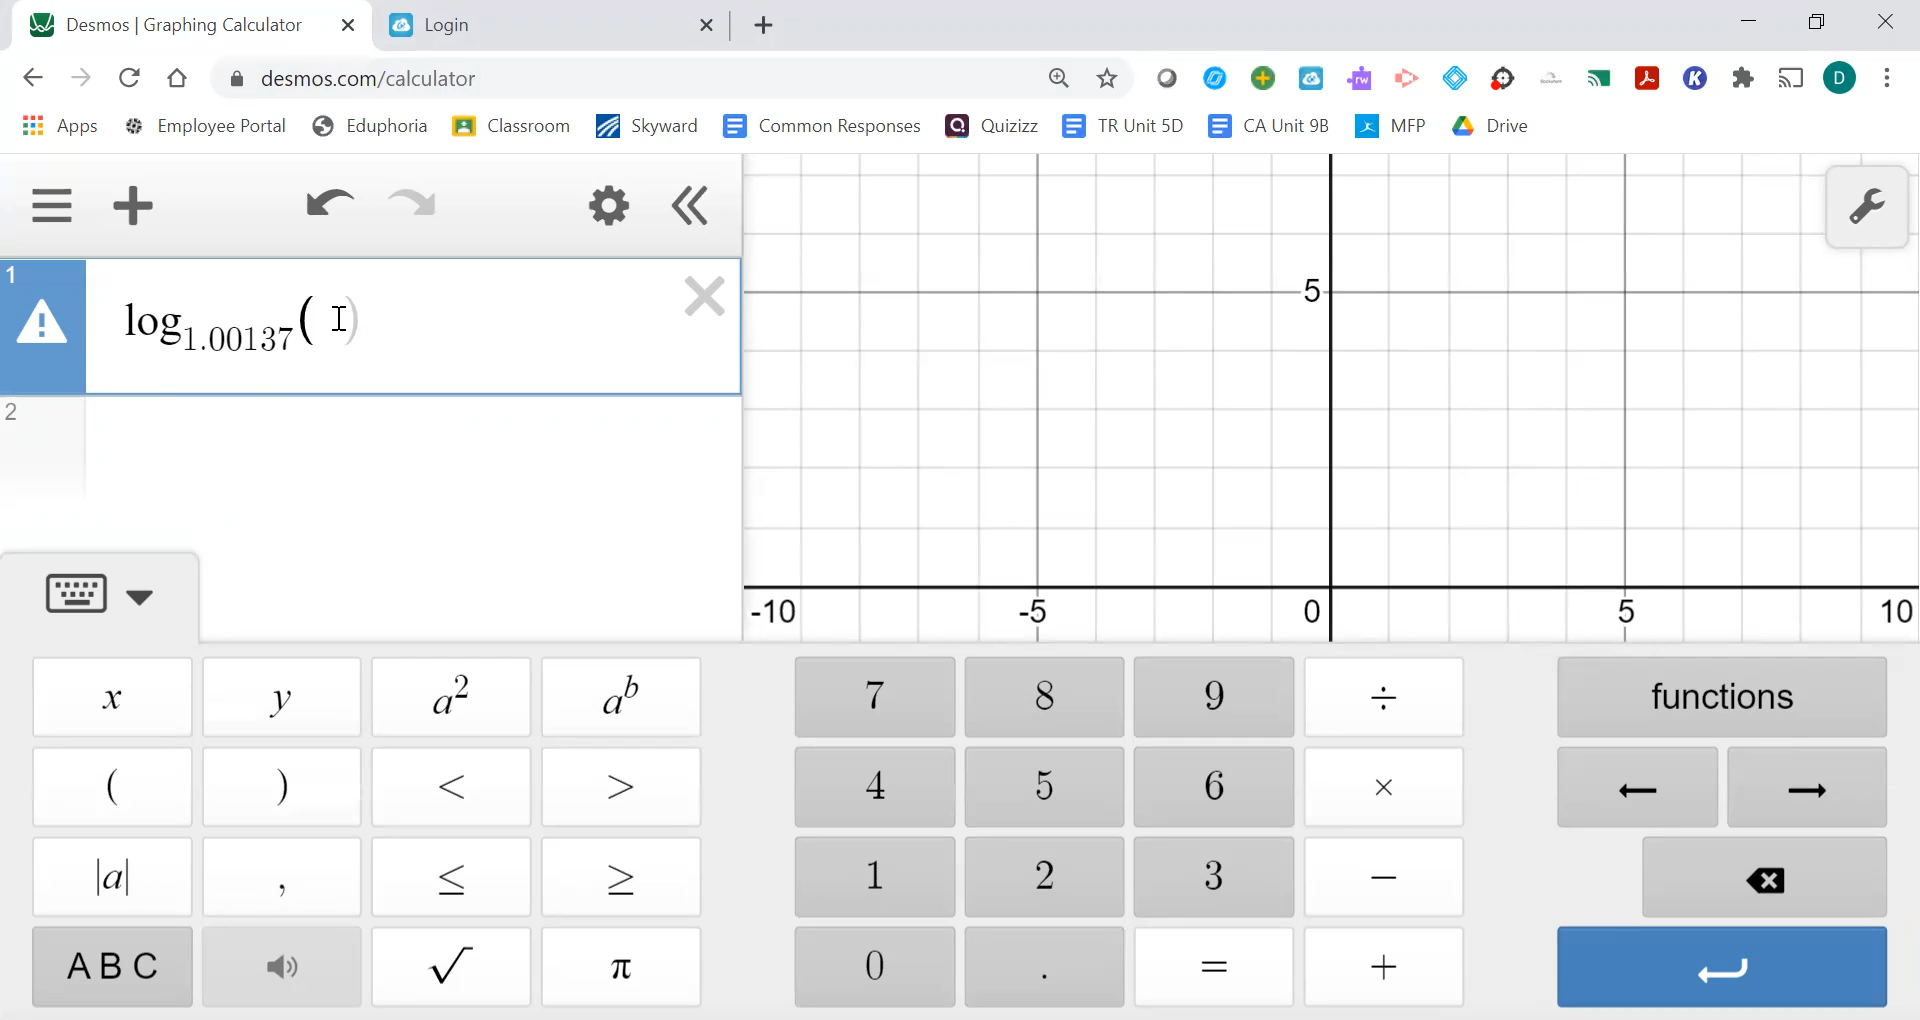 Desmos | Graphing Calculator
Login
desmos.com/calculator
rw
K
D
Apps
Employee Portal
Eduphoria
Classroom
Skyward
Common Responses
Quizizz
TR Unit 5D
CA Unit 9B
MFP
Drive
1
log₁.₀₀₁₃₇( )
2
5
-10 -5 0 5 10
x y a² aᵇ 7 8 9 ÷ functions
( ) < > 4 5 6 × ← →
|a| , ≤ ≥ 1 2 3 −
A B C √ π 0 . = +